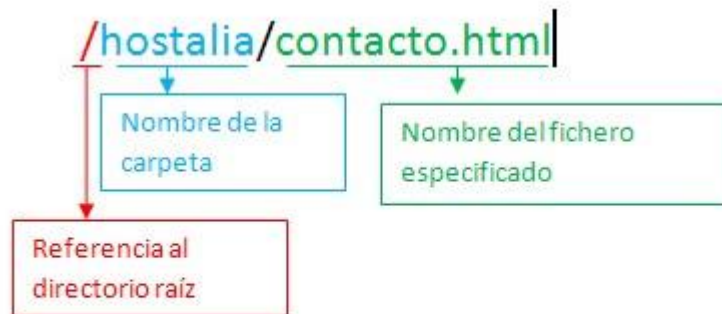 /hostalia/contacto.html
Nombre de la
carpeta
Nombre del fichero
especificado
Referencia al
directorio raíz